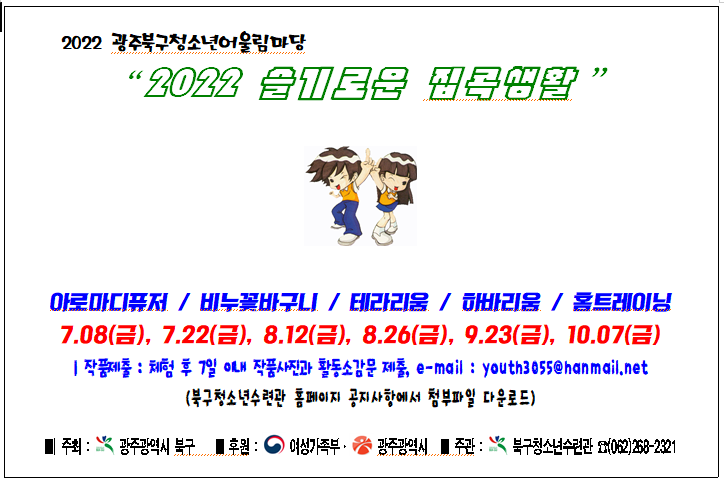 2022 광주북구청소년어울림마당
“2022 슬기로운 집콕생활 ”
아로마디퓨저 / 비누꽃바구니 / 테라리움 / 하바리움 / 홈트레이닝
7.08(금), 7.22(금), 8.12(금), 8.26(금), 9.23(금), 10.07(금)
| 작품제출 : 체험 후 7일 이내 작품사진과 활동소감문 제출, e-mail : youth3055@hanmail.net
(북구청소년수련관 홈페이지 공지사항에서 첨부파일 다운로드)
■ 주최 : 광주광역시 북구 ■ 후원 : 여성가족부· 광주광역시 ■ 주관 : 북구청소년수련관 ☎(062)268-2321